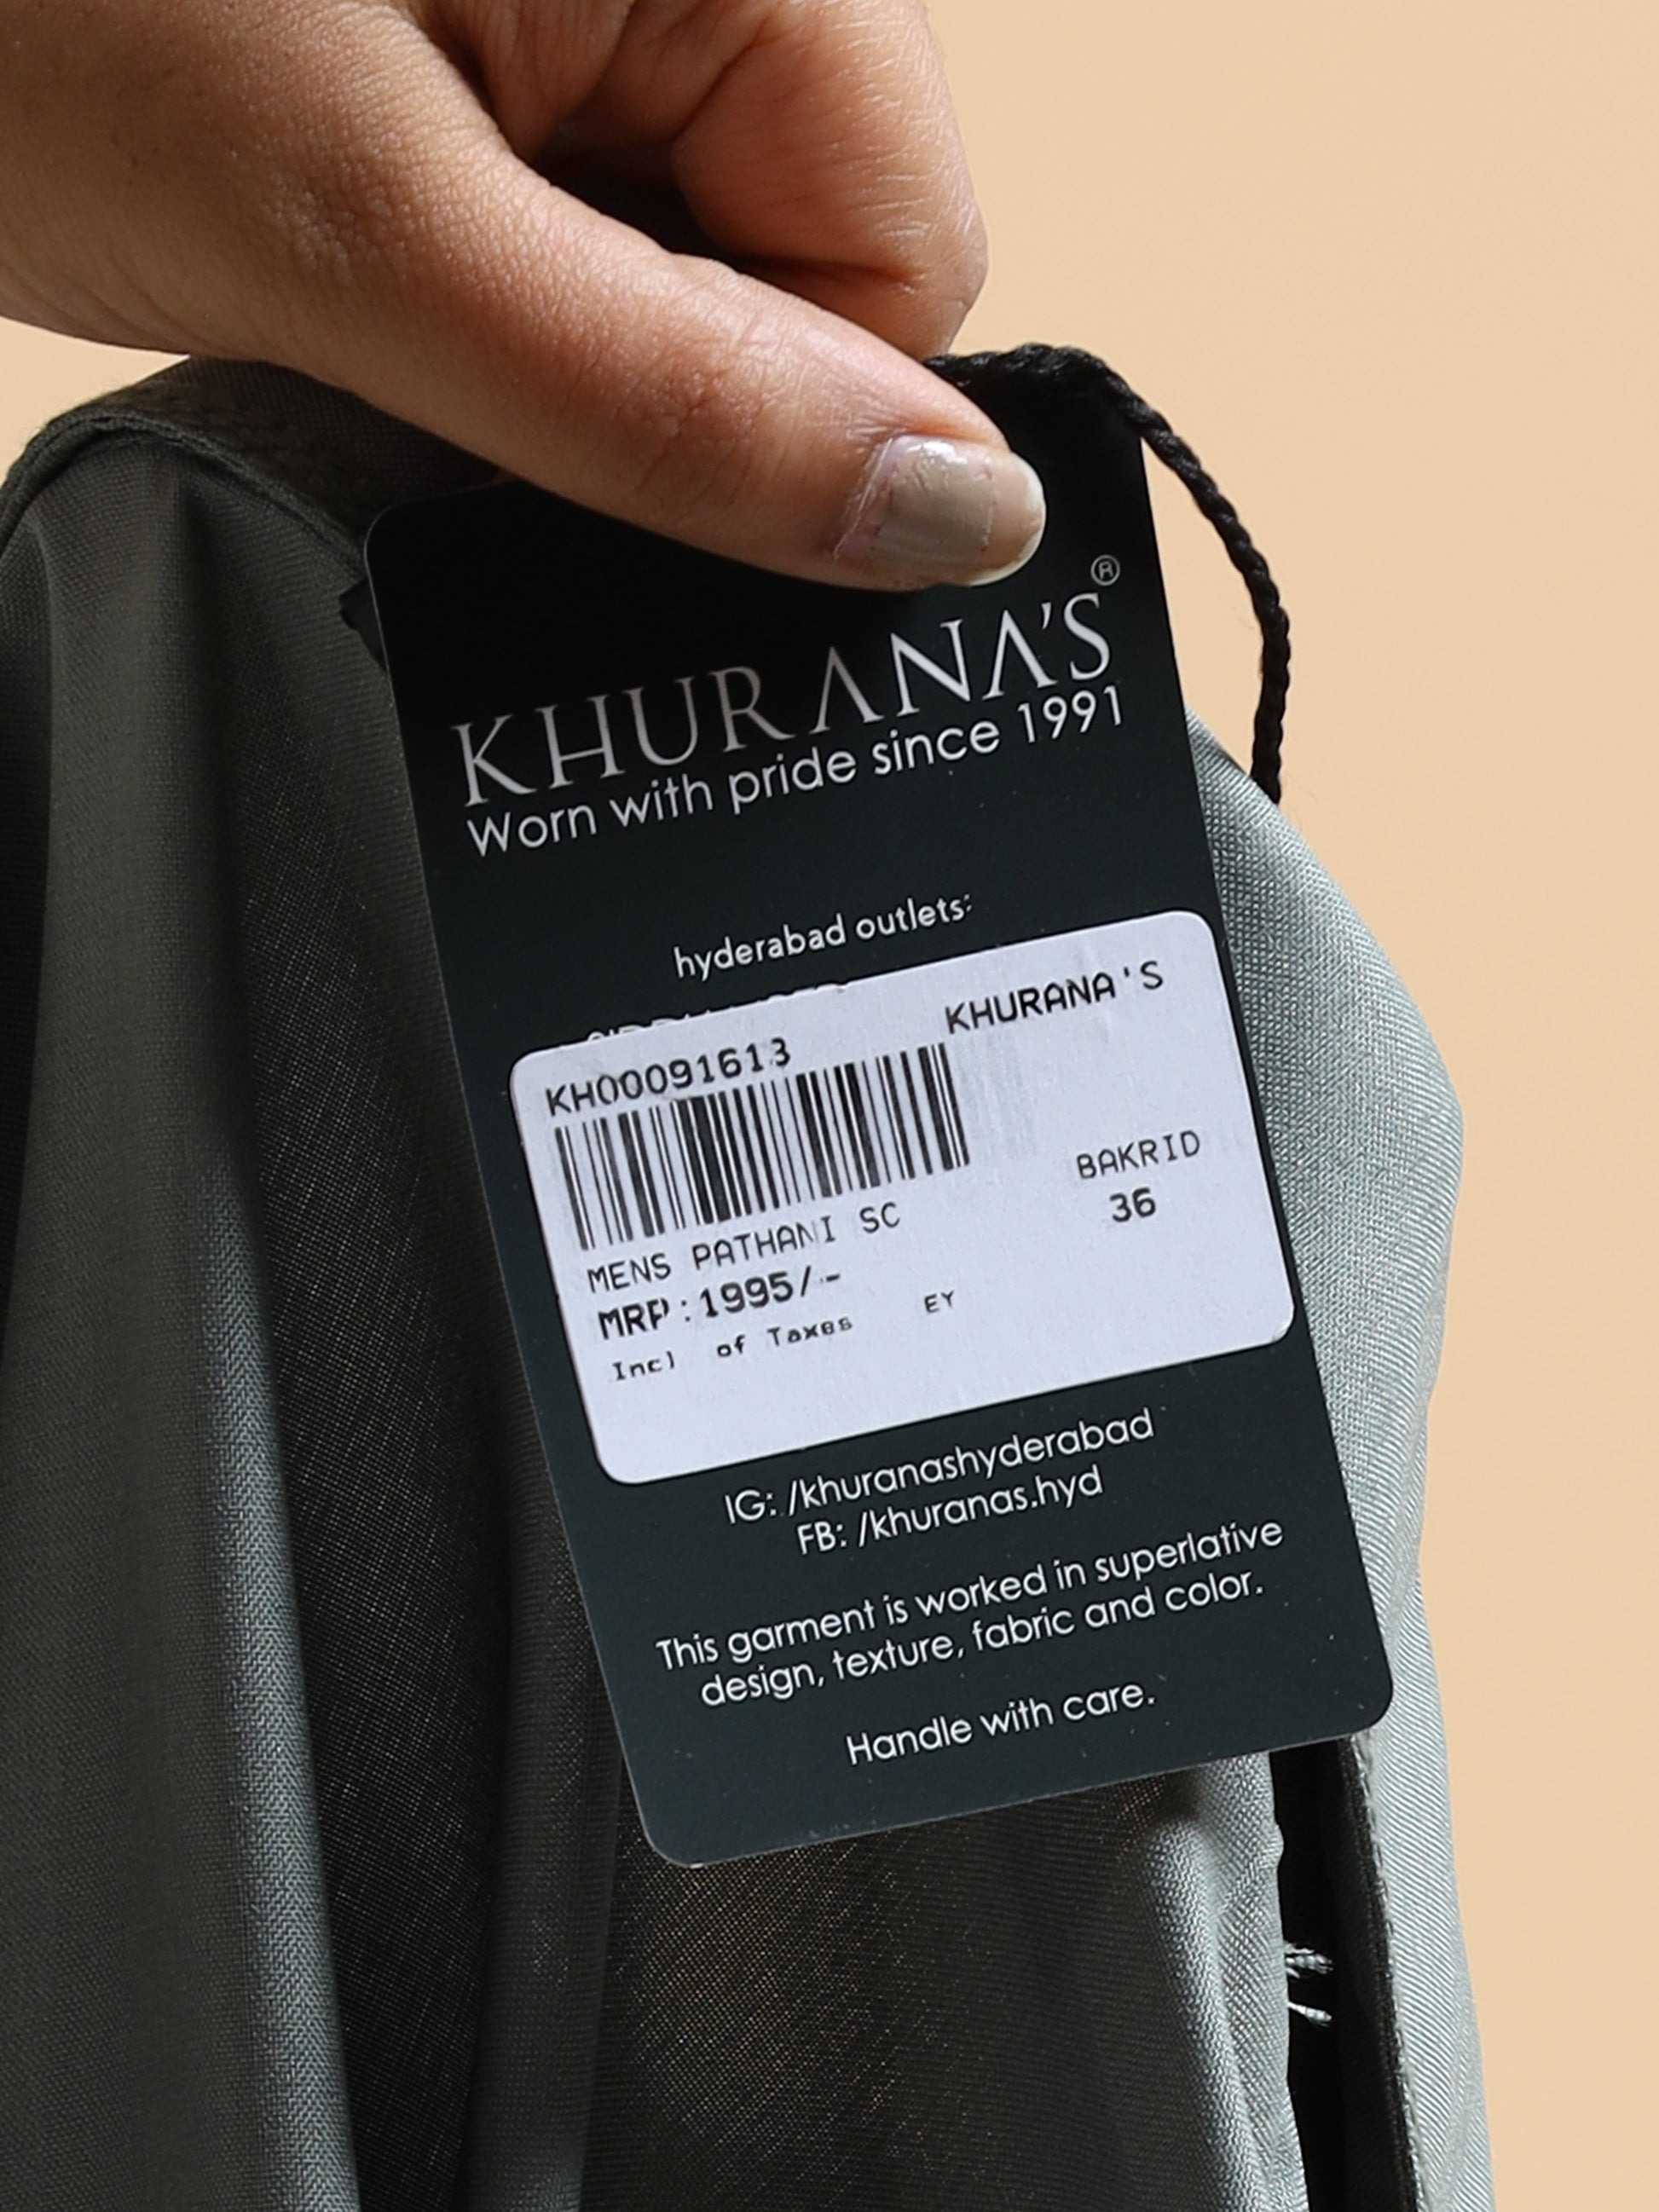 KHURANA'S®
Worn with pride since 1991
hyderabad outlets:
KHURANA'S
KH00091613
BAKRID
MENS PATHANI SC
36
MRP:1995/-
Incl of Taxes EY
IG: /khuranashyderabad
FB: /khuranas.hyd
This garment is worked in superlative
design, texture, fabric and color.
Handle with care.